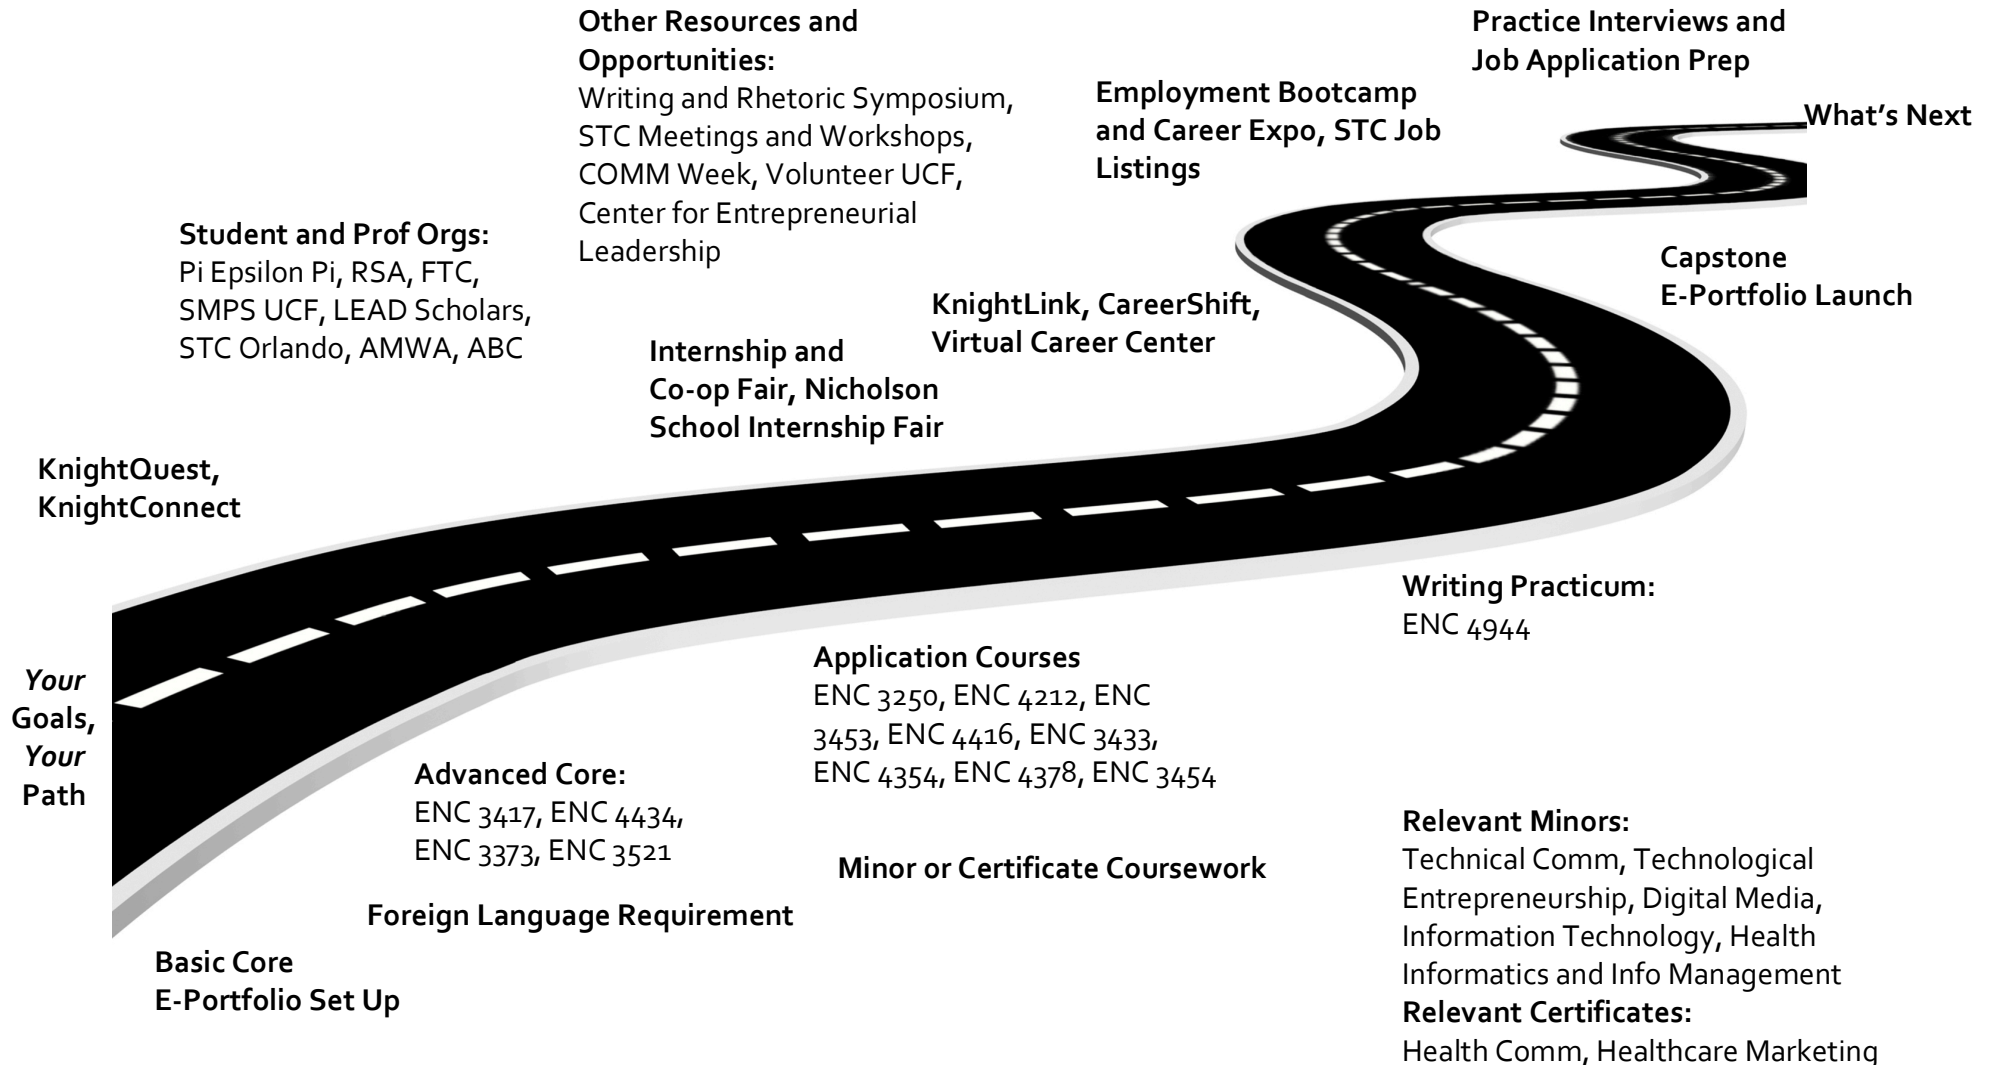 Other Resources and
Opportunities:
Writing and Rhetoric Symposium,
STC Meetings and Workshops,
COMM Week, Volunteer UCF,
Center for Entrepreneurial
Leadership
Practice Interviews and
Job Application Prep
Employment Bootcamp
and Career Expo, STC Job
Listings
What's Next
Student and Prof Orgs:
Pi Epsilon Pi, RSA, FTC,
SMPS UCF, LEAD Scholars,
STC Orlando, AMWA, ABC
Capstone
E-Portfolio Launch
KnightLink, CareerShift,
Virtual Career Center
Internship and
Co-op Fair, Nicholson
School Internship Fair
KnightQuest,
KnightConnect
Writing Practicum:
ENC 4944
Your
Goals,
Your
Path
Application Courses
ENC 3250, ENC 4212, ENC
3453, ENC 4416, ENC 3433,
ENC 4354, ENC 4378, ENC 3454
Advanced Core:
ENC 3417, ENC 4434,
ENC 3373, ENC 3521
Minor or Certificate Coursework
Foreign Language Requirement
Basic Core
E-Portfolio Set Up
Relevant Minors:
Technical Comm, Technological
Entrepreneurship, Digital Media,
Information Technology, Health
Informatics and Info Management
Relevant Certificates:
Health Comm, Healthcare Marketing